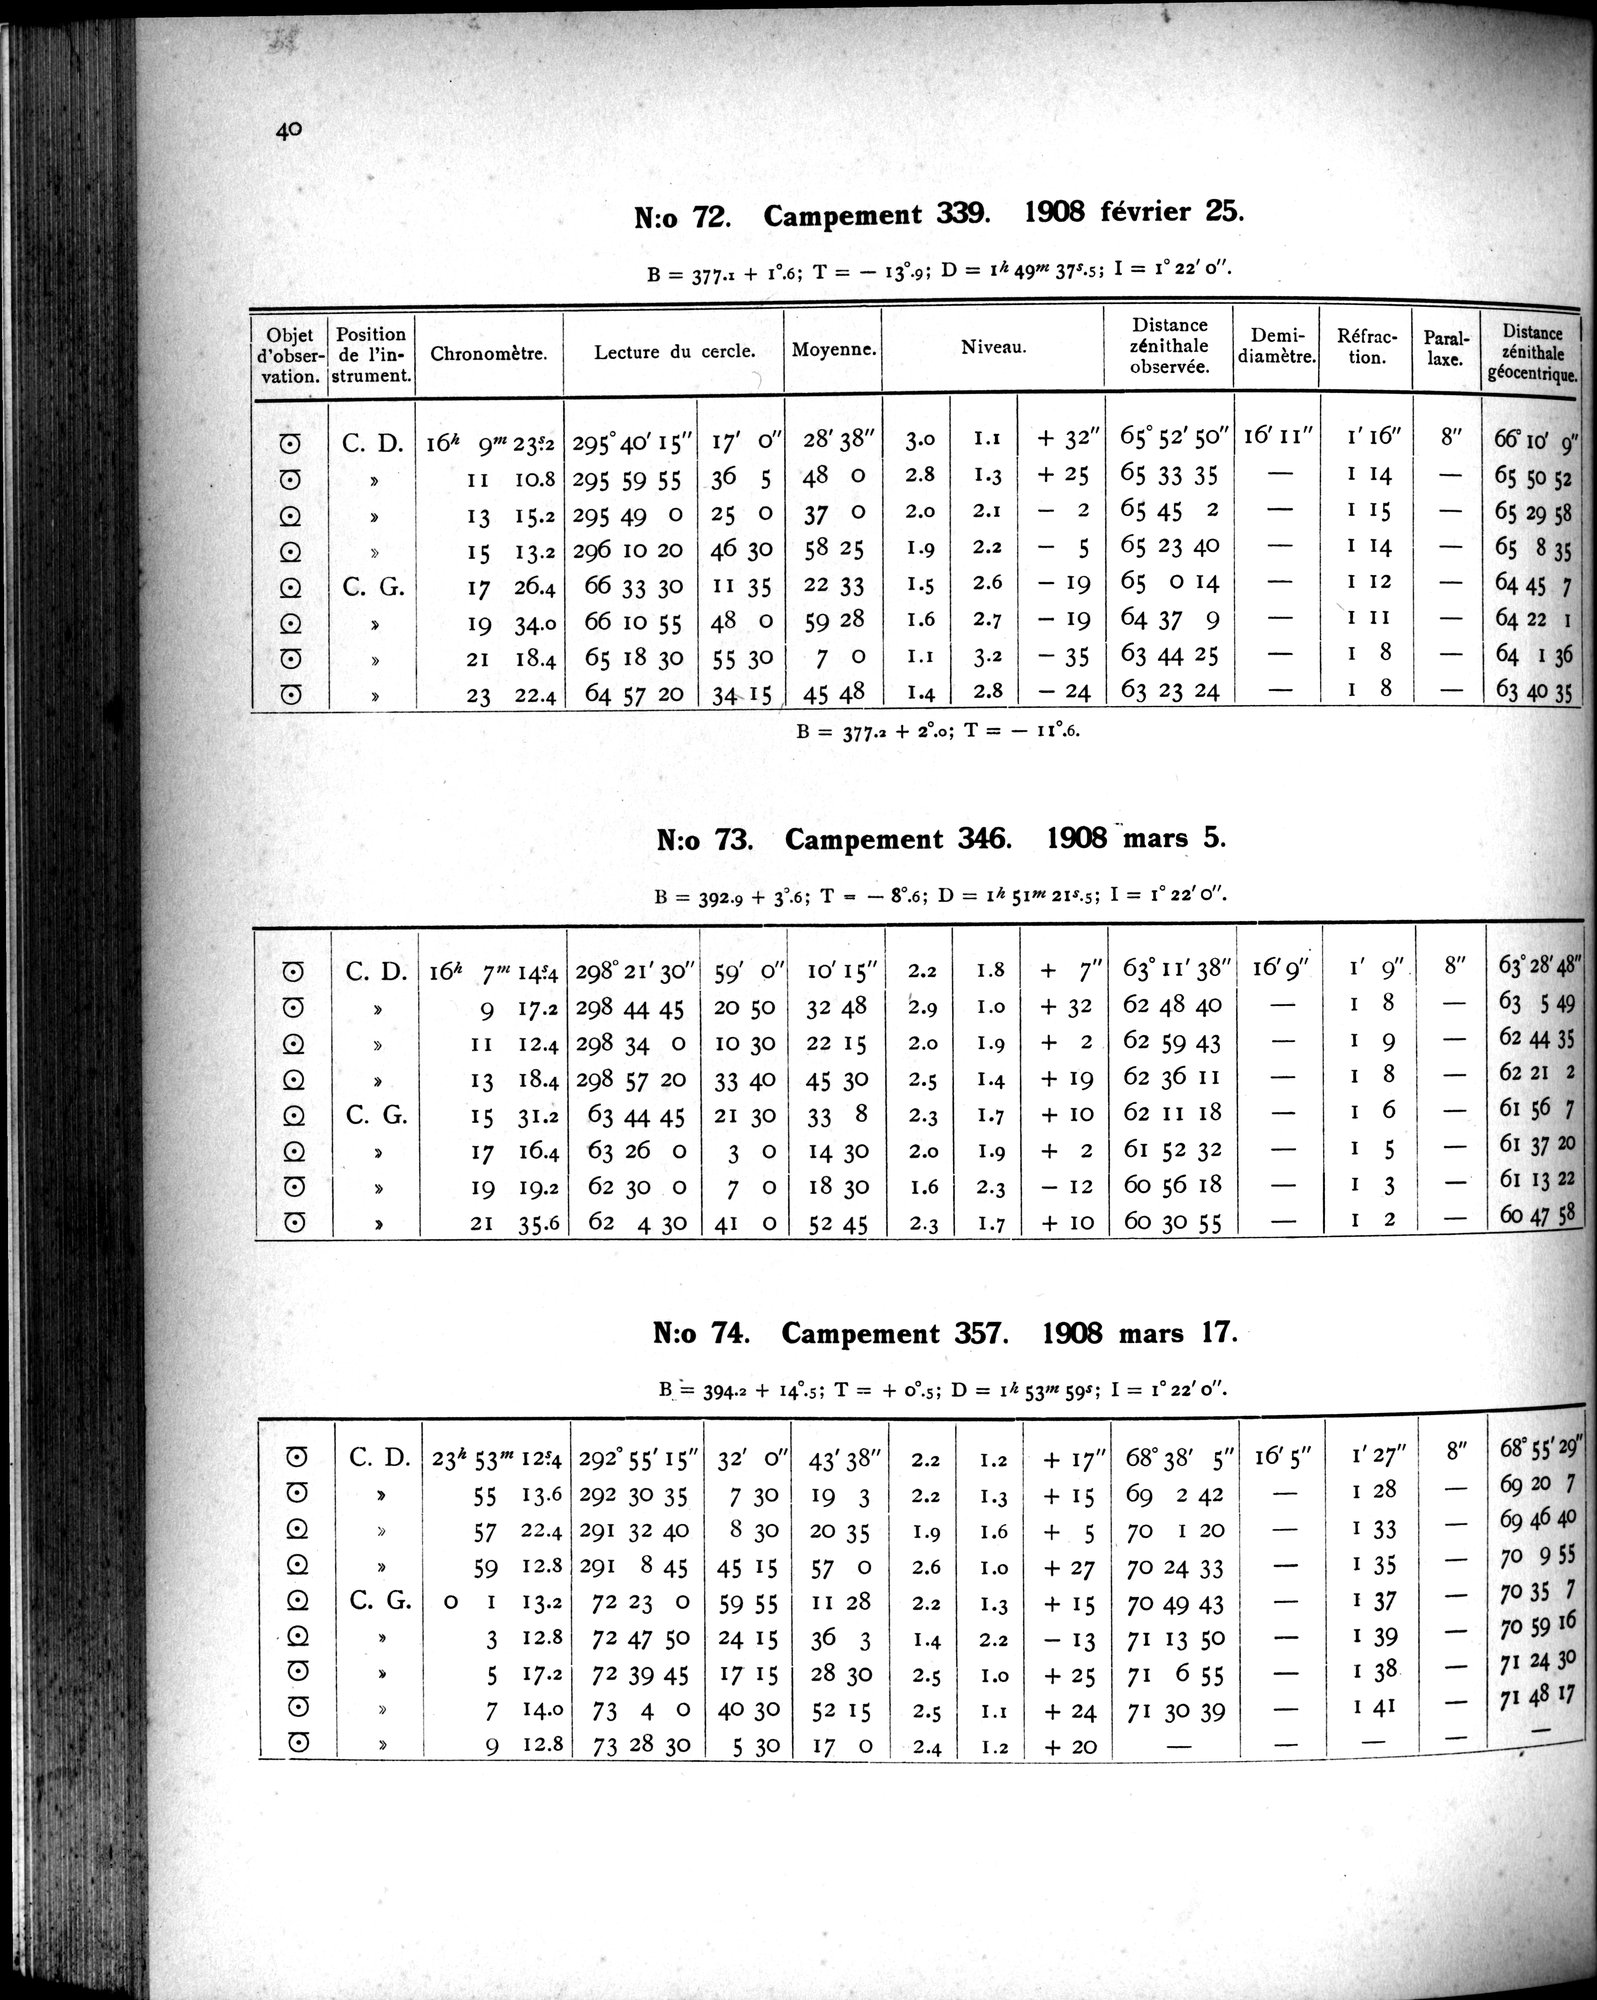 40
N:o 72. Campement 339. 1908 février 25.
B = 377.1 + 1°.6; T = — 13°.9; D = 1h 49m 37s.5; I = 1° 22′ 0″.
Objet d'obser-vation. | Position de l'in-strument. | Chronomètre. | Lecture du cercle. | Moyenne. | Niveau. | Distance zénithale observée. | Demi-diamètre. | Réfrac-tion. | Paral-laxe. | Distance zénithale géocentrique.
C. D. 16h 9m 23s.2 295° 40′ 15″ 17′ 0″ 28′ 38″ 3.0 1.1 + 32″ 65° 52′ 50″ 16′ 11″ 1′ 16″ 8″ 66° 10′ 9″
» 11 10.8 295 59 55 36 5 48 0 2.8 1.3 + 25 65 33 35 — 1 14 — 65 50 52
» 13 15.2 295 49 0 25 0 37 0 2.0 2.1 — 2 65 45 2 — 1 15 — 65 29 58
» 15 13.2 296 10 20 46 30 58 25 1.9 2.2 — 5 65 23 40 — 1 14 — 65 8 35
C. G. 17 26.4 66 33 30 11 35 22 33 1.5 2.6 — 19 65 0 14 — 1 12 — 64 45 7
» 19 34.0 66 10 55 48 0 59 28 1.6 2.7 — 19 64 37 9 — 1 11 — 64 22 1
» 21 18.4 65 18 30 55 30 7 0 1.1 3.2 — 35 63 44 25 — 1 8 — 64 1 36
» 23 22.4 64 57 20 34 15 45 48 1.4 2.8 — 24 63 23 24 — 1 8 — 63 40 35
B = 377.2 + 2°.0; T = — 11°.6.
N:o 73. Campement 346. 1908 mars 5.
B = 392.9 + 3°.6; T = — 8°.6; D = 1h 51m 21s.5; I = 1° 22′ 0″.
C. D. 16h 7m 14s.4 298° 21′ 30″ 59′ 0″ 10′ 15″ 2.2 1.8 + 7″ 63° 11′ 38″ 16′ 9″ 1′ 9″ 8″ 63° 28′ 48″
» 9 17.2 298 44 45 20 50 32 48 2.9 1.0 + 32 62 48 40 — 1 8 — 63 5 49
» 11 12.4 298 34 0 10 30 22 15 2.0 1.9 + 2 62 59 43 — 1 9 — 62 44 35
» 13 18.4 298 57 20 33 40 45 30 2.5 1.4 + 19 62 36 11 — 1 8 — 62 21 2
C. G. 15 31.2 63 44 45 21 30 33 8 2.3 1.7 + 10 62 11 18 — 1 6 — 61 56 7
» 17 16.4 63 26 0 3 0 14 30 2.0 1.9 + 2 61 52 32 — 1 5 — 61 37 20
» 19 19.2 62 30 0 7 0 18 30 1.6 2.3 — 12 60 56 18 — 1 3 — 61 13 22
» 21 35.6 62 4 30 41 0 52 45 2.3 1.7 + 10 60 30 55 — 1 2 — 60 47 58
N:o 74. Campement 357. 1908 mars 17.
B = 394.2 + 14°.5; T = + 0°.5; D = 1h 53m 59s; I = 1° 22′ 0″.
C. D. 23h 53m 12s.4 292° 55′ 15″ 32′ 0″ 43′ 38″ 2.2 1.2 + 17″ 68° 38′ 5″ 16′ 5″ 1′ 27″ 8″ 68° 55′ 29″
» 55 13.6 292 30 35 7 30 19 3 2.2 1.3 + 15 69 2 42 — 1 28 — 69 20 7
» 57 22.4 291 32 40 8 30 20 35 1.9 1.6 + 5 70 1 20 — 1 33 — 69 46 40
» 59 12.8 291 8 45 45 15 57 0 2.6 1.0 + 27 70 24 33 — 1 35 — 70 9 55
C. G. 0 1 13.2 72 23 0 59 55 11 28 2.2 1.3 + 15 70 49 43 — 1 37 — 70 35 7
» 3 12.8 72 47 50 24 15 36 3 1.4 2.2 — 13 71 13 50 — 1 39 — 70 59 16
» 5 17.2 72 39 45 17 15 28 30 2.5 1.0 + 25 71 6 55 — 1 38 — 71 24 30
» 7 14.0 73 4 0 40 30 52 15 2.5 1.1 + 24 71 30 39 — 1 41 — 71 48 17
» 9 12.8 73 28 30 5 30 17 0 2.4 1.2 + 20 — — — — —